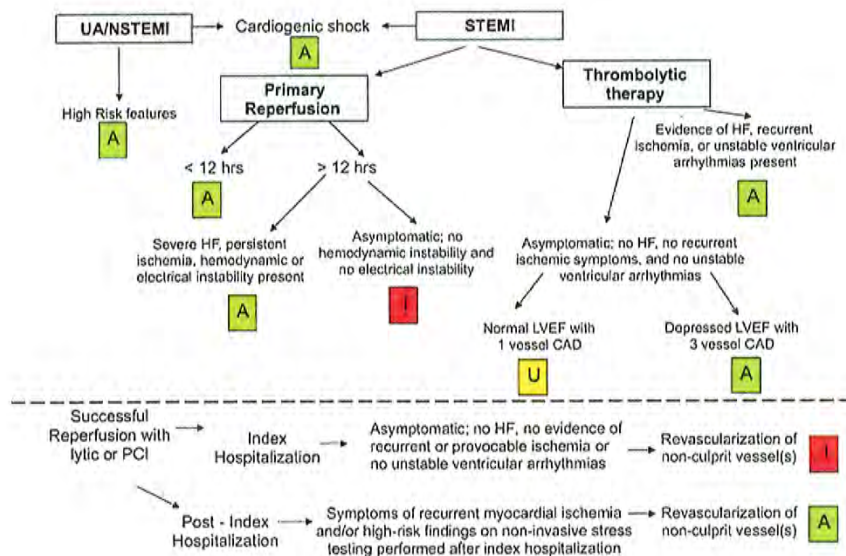 UA/NSTEMI
Cardiogenic shock
A
STEMI
High Risk features
A
Primary
Reperfusion
Thrombolytic
therapy
< 12 hrs
A
> 12 hrs
Evidence of HF, recurrent
ischemia, or unstable ventricular
arrhythmias present
A
Severe HF, persistent
ischemia, hemodynamic or
electrical instability present
A
Asymptomatic; no
hemodynamic instability and
no electrical instability
I
Asymptomatic; no HF, no recurrent
ischemic symptoms, and no unstable
ventricular arrhythmias
Normal LVEF with
1 vessel CAD
U
Depressed LVEF with
3 vessel CAD
A
Successful
Reperfusion with
lytic or PCI
Index
Hospitalization
Asymptomatic; no HF, no evidence of
recurrent or provocable ischemia or
no unstable ventricular arrhythmias
Revascularization of
non-culprit vessel(s)
I
Post - Index
Hospitalization
Symptoms of recurrent myocardial ischemia
and/or high-risk findings on non-invasive stress
testing performed after index hospitalization
Revascularization of
non-culprit vessel(s)
A